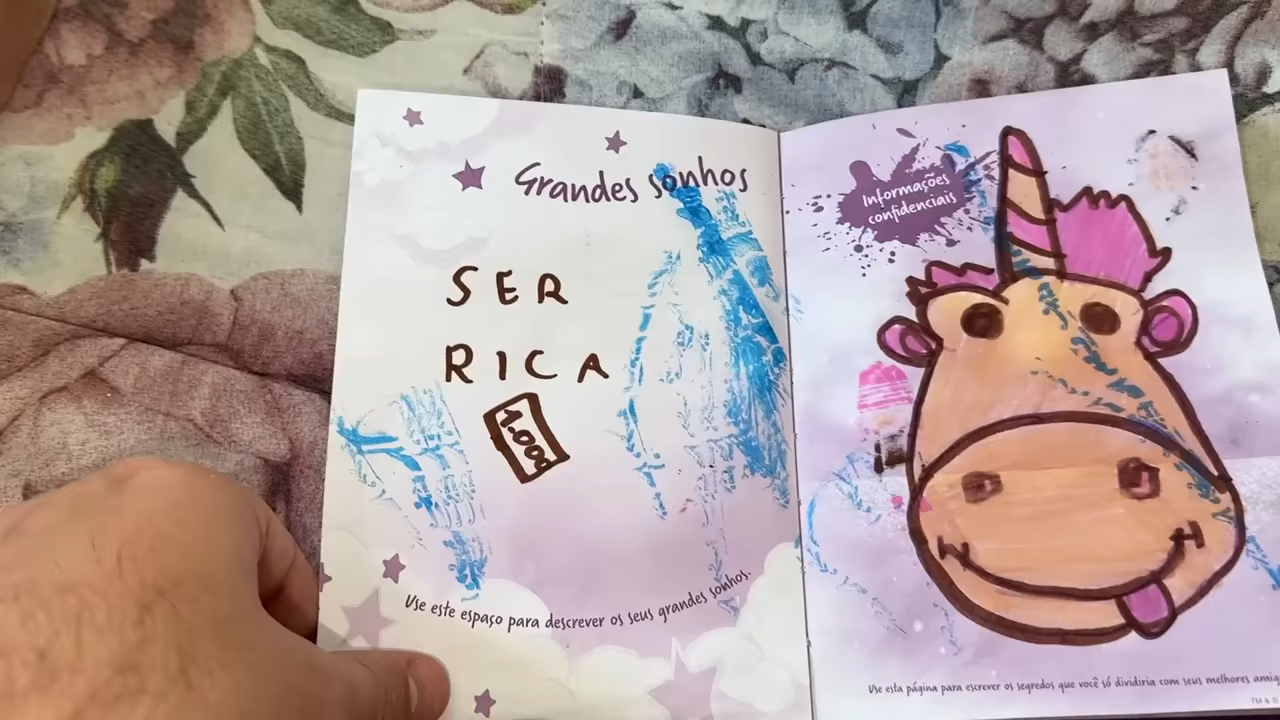 Grandes sonhos
SER
RICA
1.000
Use este espaço para descrever os seus grandes sonhos.
Informações
confidenciais
Use esta página para escrever os segredos que você só dividiria com seus melhores
TM & ©